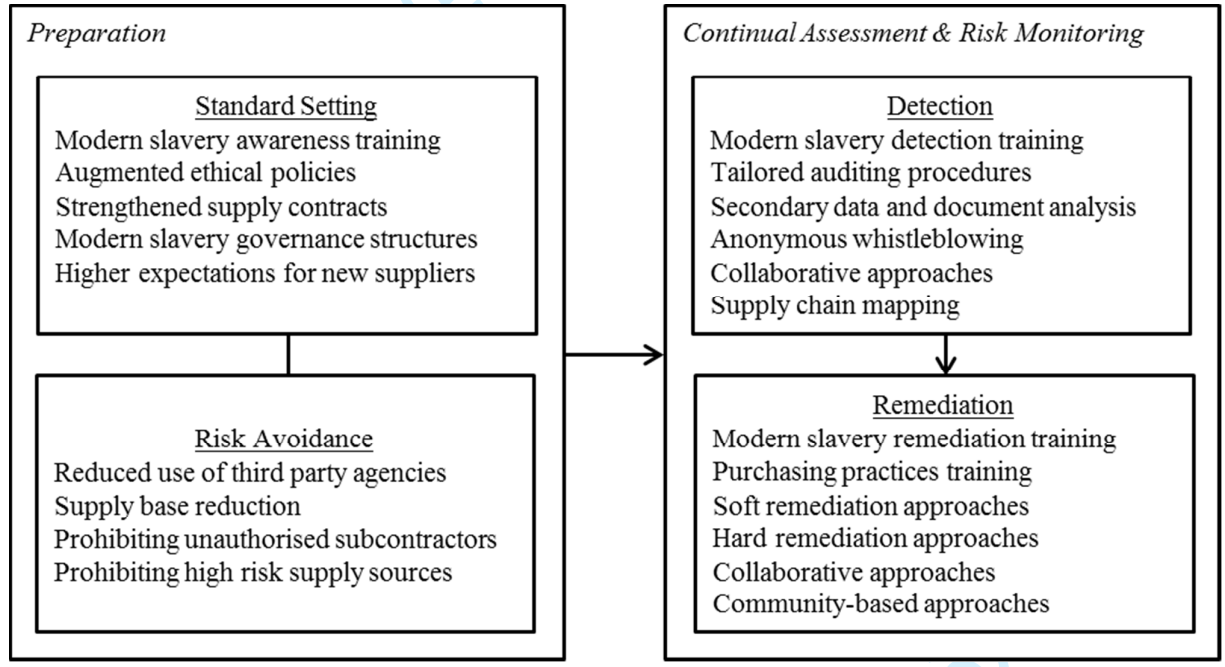 Preparation
Standard Setting
Modern slavery awareness training
Augmented ethical policies
Strengthened supply contracts
Modern slavery governance structures
Higher expectations for new suppliers
Risk Avoidance
Reduced use of third party agencies
Supply base reduction
Prohibiting unauthorised subcontractors
Prohibiting high risk supply sources
Continual Assessment & Risk Monitoring
Detection
Modern slavery detection training
Tailored auditing procedures
Secondary data and document analysis
Anonymous whistleblowing
Collaborative approaches
Supply chain mapping
Remediation
Modern slavery remediation training
Purchasing practices training
Soft remediation approaches
Hard remediation approaches
Collaborative approaches
Community-based approaches